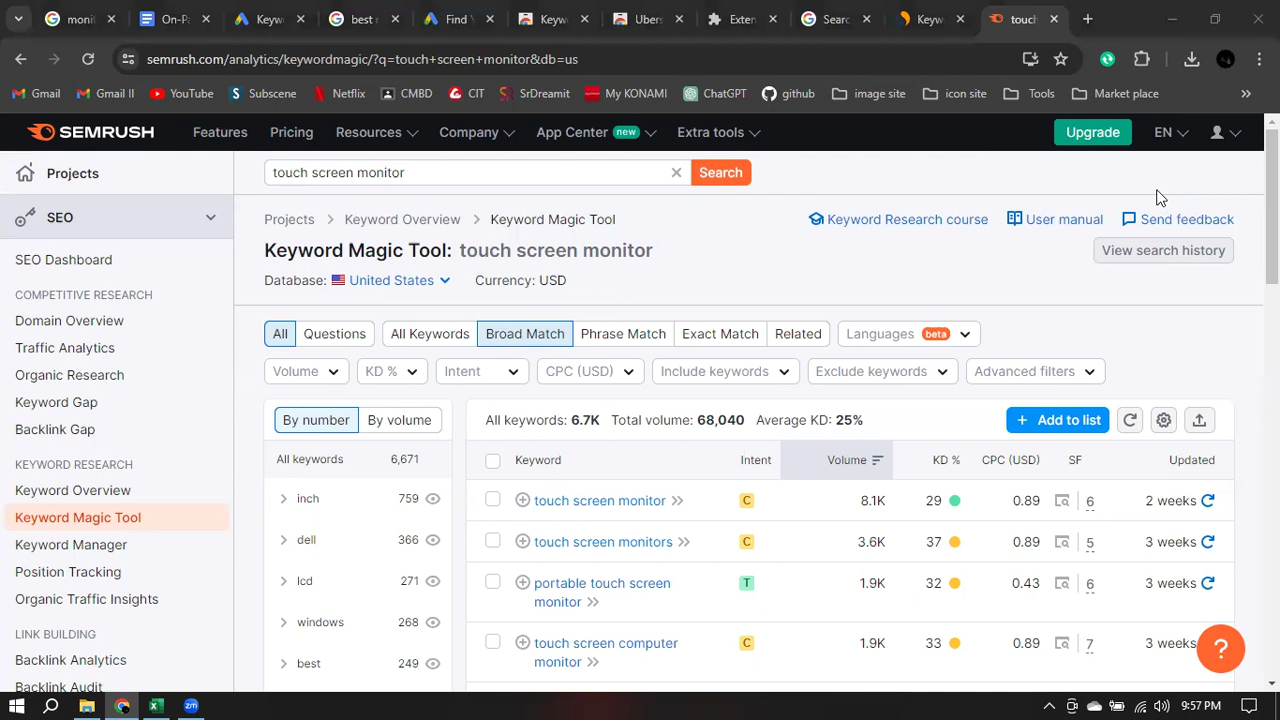 moniti
On-Pa
Keywo
best r
Find \
Keyw
Ubers
Exten
Searc
Keyw
touch
semrush.com/analytics/keywordmagic/?q=touch+screen+monitor&db=us
Gmail Gmail II YouTube Subscene Netflix CMBD CIT SrDreamit My KONAMI ChatGPT github image site icon site Tools Market place
SEMRUSH Features Pricing Resources Company App Center new Extra tools Upgrade EN
Projects
SEO
SEO Dashboard
COMPETITIVE RESEARCH
Domain Overview
Traffic Analytics
Organic Research
Keyword Gap
Backlink Gap
KEYWORD RESEARCH
Keyword Overview
Keyword Magic Tool
Keyword Manager
Position Tracking
Organic Traffic Insights
LINK BUILDING
Backlink Analytics
Backlink Audit
touch screen monitor Search
Projects Keyword Overview Keyword Magic Tool
Keyword Research course User manual Send feedback
Keyword Magic Tool: touch screen monitor
View search history
Database: United States Currency: USD
All Questions All Keywords Broad Match Phrase Match Exact Match Related Languages beta
Volume KD % Intent CPC (USD) Include keywords Exclude keywords Advanced filters
By number By volume
All keywords 6,671
inch 759
dell 366
lcd 271
windows 268
best 249
All keywords: 6.7K Total volume: 68,040 Average KD: 25%
+ Add to list
Keyword Intent Volume KD % CPC (USD) SF Updated
touch screen monitor C 8.1K 29 0.89 6 2 weeks
touch screen monitors C 3.6K 37 0.89 5 3 weeks
portable touch screen monitor T 1.9K 32 0.43 6 3 weeks
touch screen computer monitor C 1.9K 33 0.89 7 3 weeks
?
9:57 PM